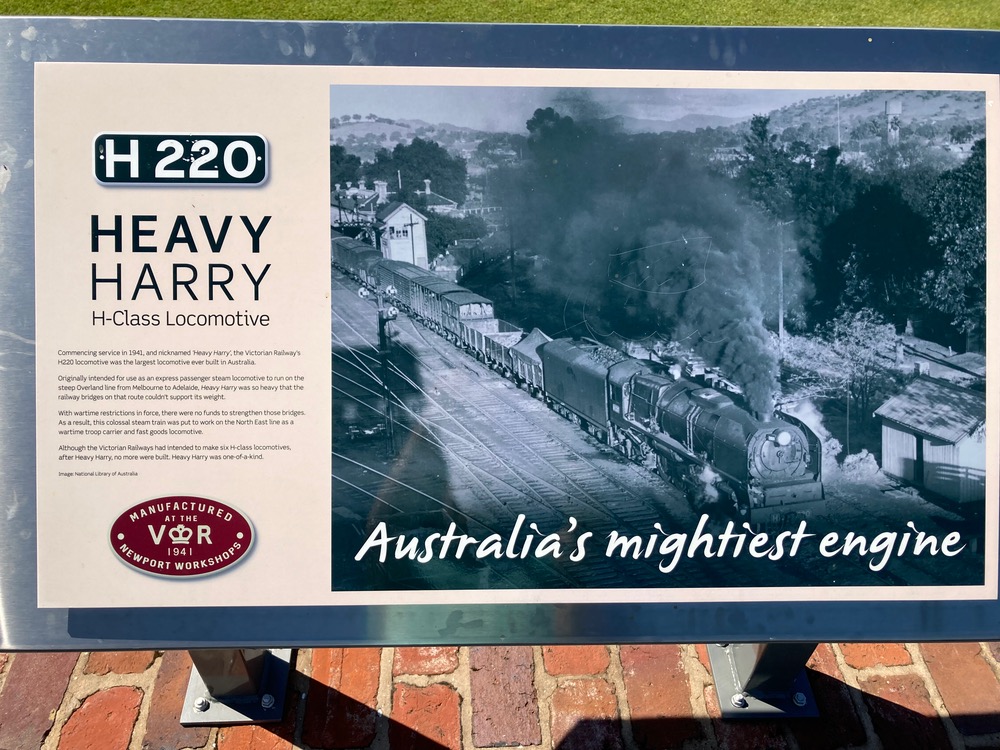 H 220
HEAVY
HARRY
H-Class Locomotive
Commencing service in 1941, and nicknamed 'Heavy Harry', the Victorian Railway's
H220 locomotive was the largest locomotive ever built in Australia.
Originally intended for use as an express passenger steam locomotive to run on the
steep Overland line from Melbourne to Adelaide, Heavy Harry was so heavy that the
railway bridges on that route couldn't support its weight.
With wartime restrictions in force, there were no funds to strengthen those bridges.
As a result, this colossal steam train was put to work on the North East line as a
wartime troop carrier and fast goods locomotive.
Although the Victorian Railways had intended to make six H-class locomotives,
after Heavy Harry, no more were built. Heavy Harry was one-of-a-kind.
Image: National Library of Australia
MANUFACTURED
AT THE
V R
1941
NEWPORT WORKSHOPS
Australia's mightiest engine